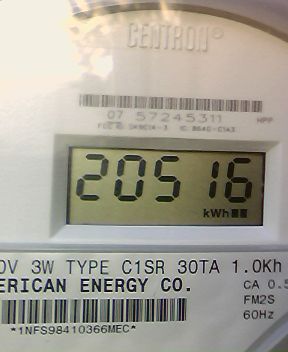 CENTRON®
07 57245311
HPP
20516
kWh
0V 3W TYPE C1SR 30TA 1.0Kh
ERICAN ENERGY CO. CA 0.5
FM2S
60Hz
*1NFS98410366MEC*